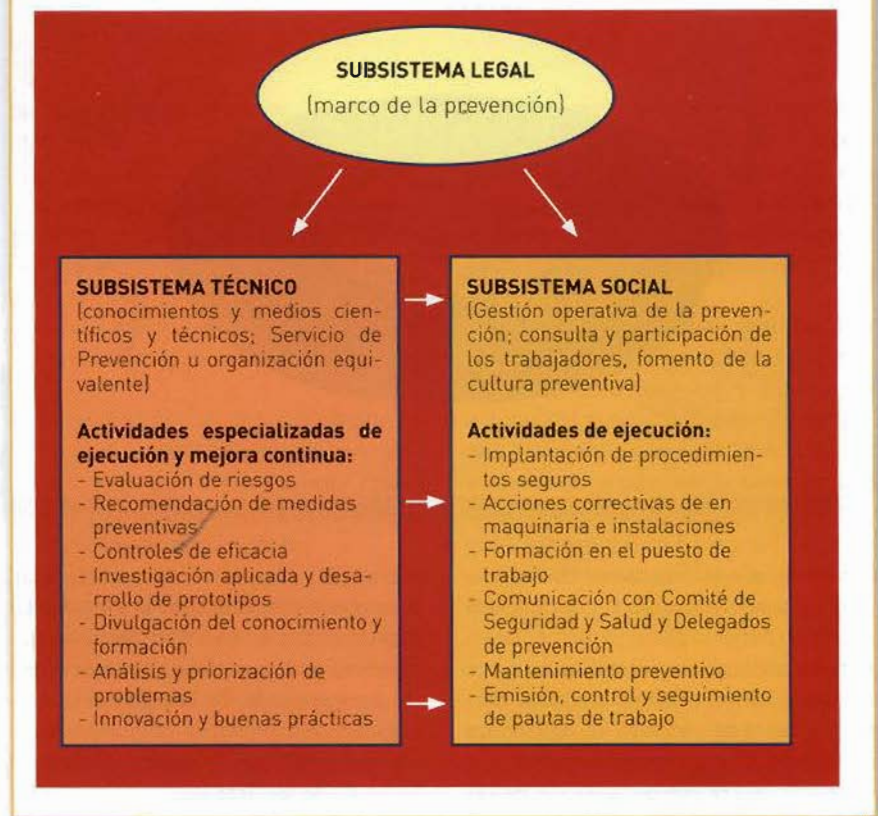 SUBSISTEMA LEGAL
(marco de la prevención)
SUBSISTEMA TÉCNICO
(conocimientos y medios cien-
tíficos y técnicos; Servicio de
Prevención u organización equi-
valente)
Actividades especializadas de
ejecución y mejora continua:
- Evaluación de riesgos
- Recomendación de medidas
preventivas
- Controles de eficacia
- Investigación aplicada y desa-
rrollo de prototipos
- Divulgación del conocimiento y
formación
- Análisis y priorización de
problemas
- Innovación y buenas prácticas
SUBSISTEMA SOCIAL
(Gestión operativa de la preven-
ción; consulta y participación de
los trabajadores, fomento de la
cultura preventiva)
Actividades de ejecución:
- Implantación de procedimien-
tos seguros
- Acciones correctivas de en
maquinaria e instalaciones
- Formación en el puesto de
trabajo
- Comunicación con Comité de
Seguridad y Salud y Delegados
de prevención
- Mantenimiento preventivo
- Emisión, control y seguimiento
de pautas de trabajo